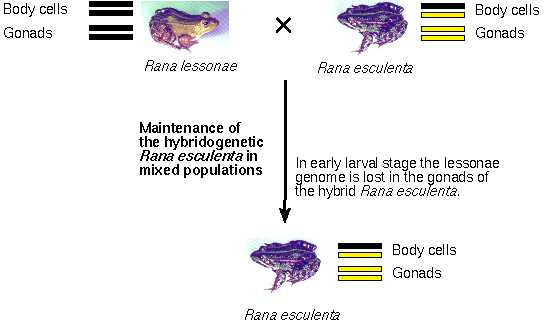 Body cells
Gonads
×
Body cells
Gonads
Rana lessonae
Rana esculenta
Maintenance of
the hybridogenetic
Rana esculenta in
mixed populations
In early larval stage the lessonae
genome is lost in the gonads of
the hybrid Rana esculenta.
Body cells
Gonads
Rana esculenta